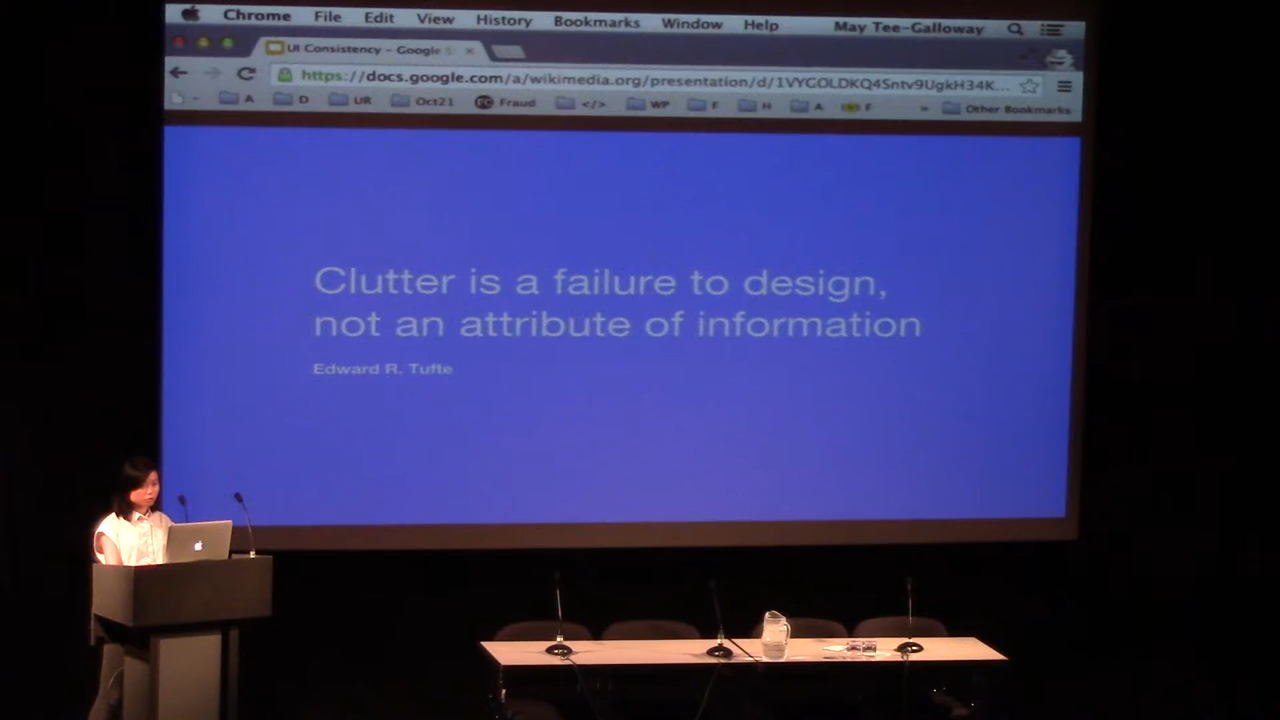 Chrome File Edit View History Bookmarks Window Help May Tee-Galloway
UI Consistency - Google
https://docs.google.com/a/wikimedia.org/presentation/d/1VYGOLDKQ4Sntv9UgkH34K...
A D UR Oct21 Fraud </> WP F H A F » Other Bookmarks
Clutter is a failure to design,
not an attribute of information
Edward R. Tufte